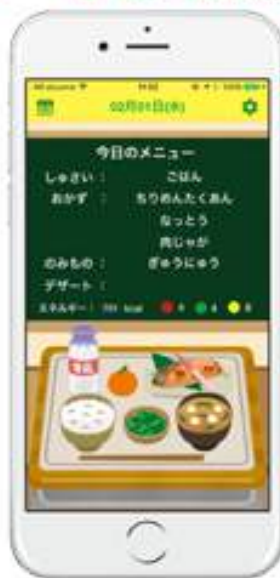 02月01日(水)
今日のメニュー
しゅさい： ごはん
おかず： ちりめんたくあん
なっとう
肉じゃが
のみもの： ぎゅうにゅう
デザート：
エネルギー： kcal
牛乳